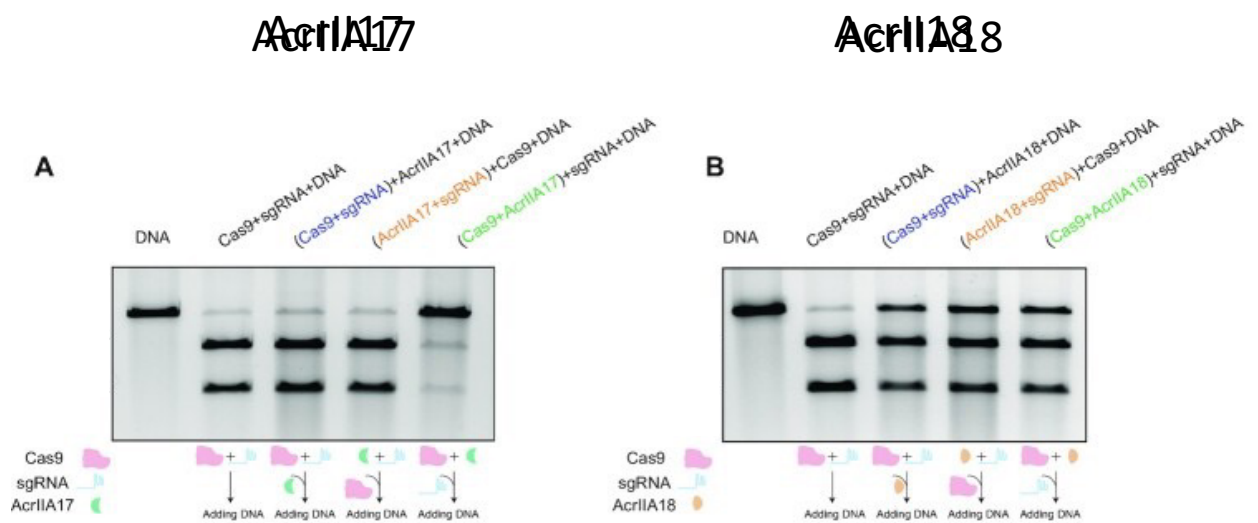 AcrIIA17
AcrIIA18
A
DNA
Cas9+sgRNA+DNA
(Cas9+sgRNA)+AcrIIA17+DNA
(AcrIIA17+sgRNA)+Cas9+DNA
(Cas9+AcrIIA17)+sgRNA+DNA
Cas9
sgRNA
AcrIIA17
+ + + +
Adding DNA Adding DNA Adding DNA Adding DNA
B
DNA
Cas9+sgRNA+DNA
(Cas9+sgRNA)+AcrIIA18+DNA
(AcrIIA18+sgRNA)+Cas9+DNA
(Cas9+AcrIIA18)+sgRNA+DNA
Cas9
sgRNA
AcrIIA18
+ + + +
Adding DNA Adding DNA Adding DNA Adding DNA